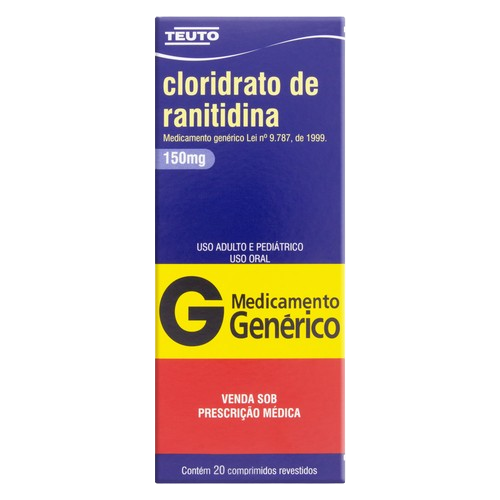 TEUTO
cloridrato de
ranitidina
Medicamento genérico Lei nº 9.787, de 1999.
150mg
USO ADULTO E PEDIÁTRICO
USO ORAL
G Medicamento
Genérico
VENDA SOB
PRESCRIÇÃO MÉDICA
Contém 20 comprimidos revestidos